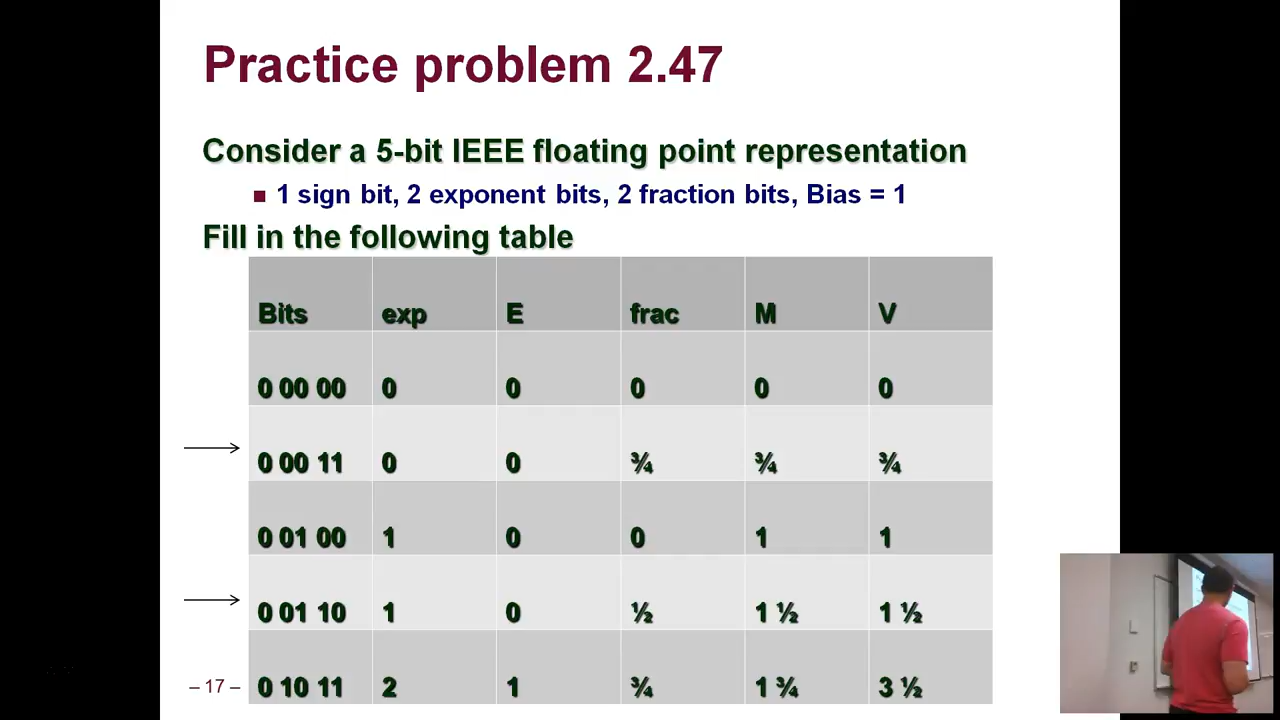 Practice problem 2.47
Consider a 5-bit IEEE floating point representation
1 sign bit, 2 exponent bits, 2 fraction bits, Bias = 1
Fill in the following table
Bits exp E frac M V
0 00 00 0 0 0 0 0
0 00 11 0 0 ¾ ¾ ¾
0 01 00 1 0 0 1 1
0 01 10 1 0 ½ 1 ½ 1 ½
0 10 11 2 1 ¾ 1 ¾ 3 ½
– 17 –